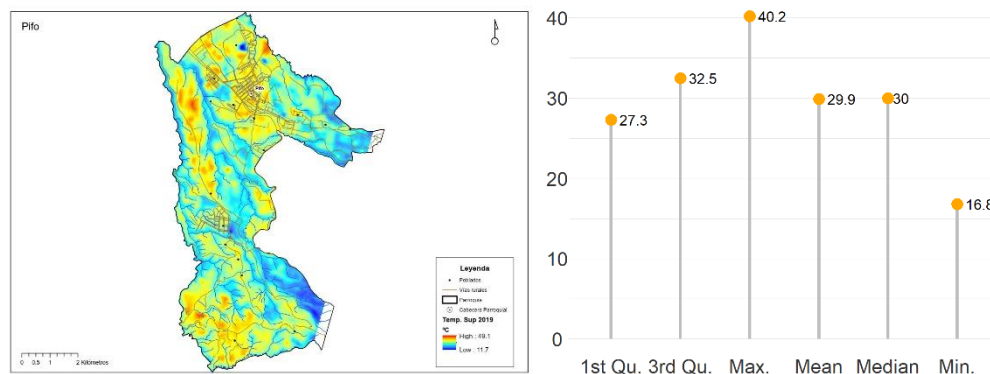 Pifo
Pifo
Leyenda
Poblados
Vías rurales
Parroquia
Cabecera Parroquial
Temp. Sup 2019
°C
High : 49.1
Low : 11.7
0 0.5 1 2 Kilómetros
40
30
20
10
0
27.3
32.5
40.2
29.9
30
16.8
1st Qu. 3rd Qu. Max. Mean Median Min.